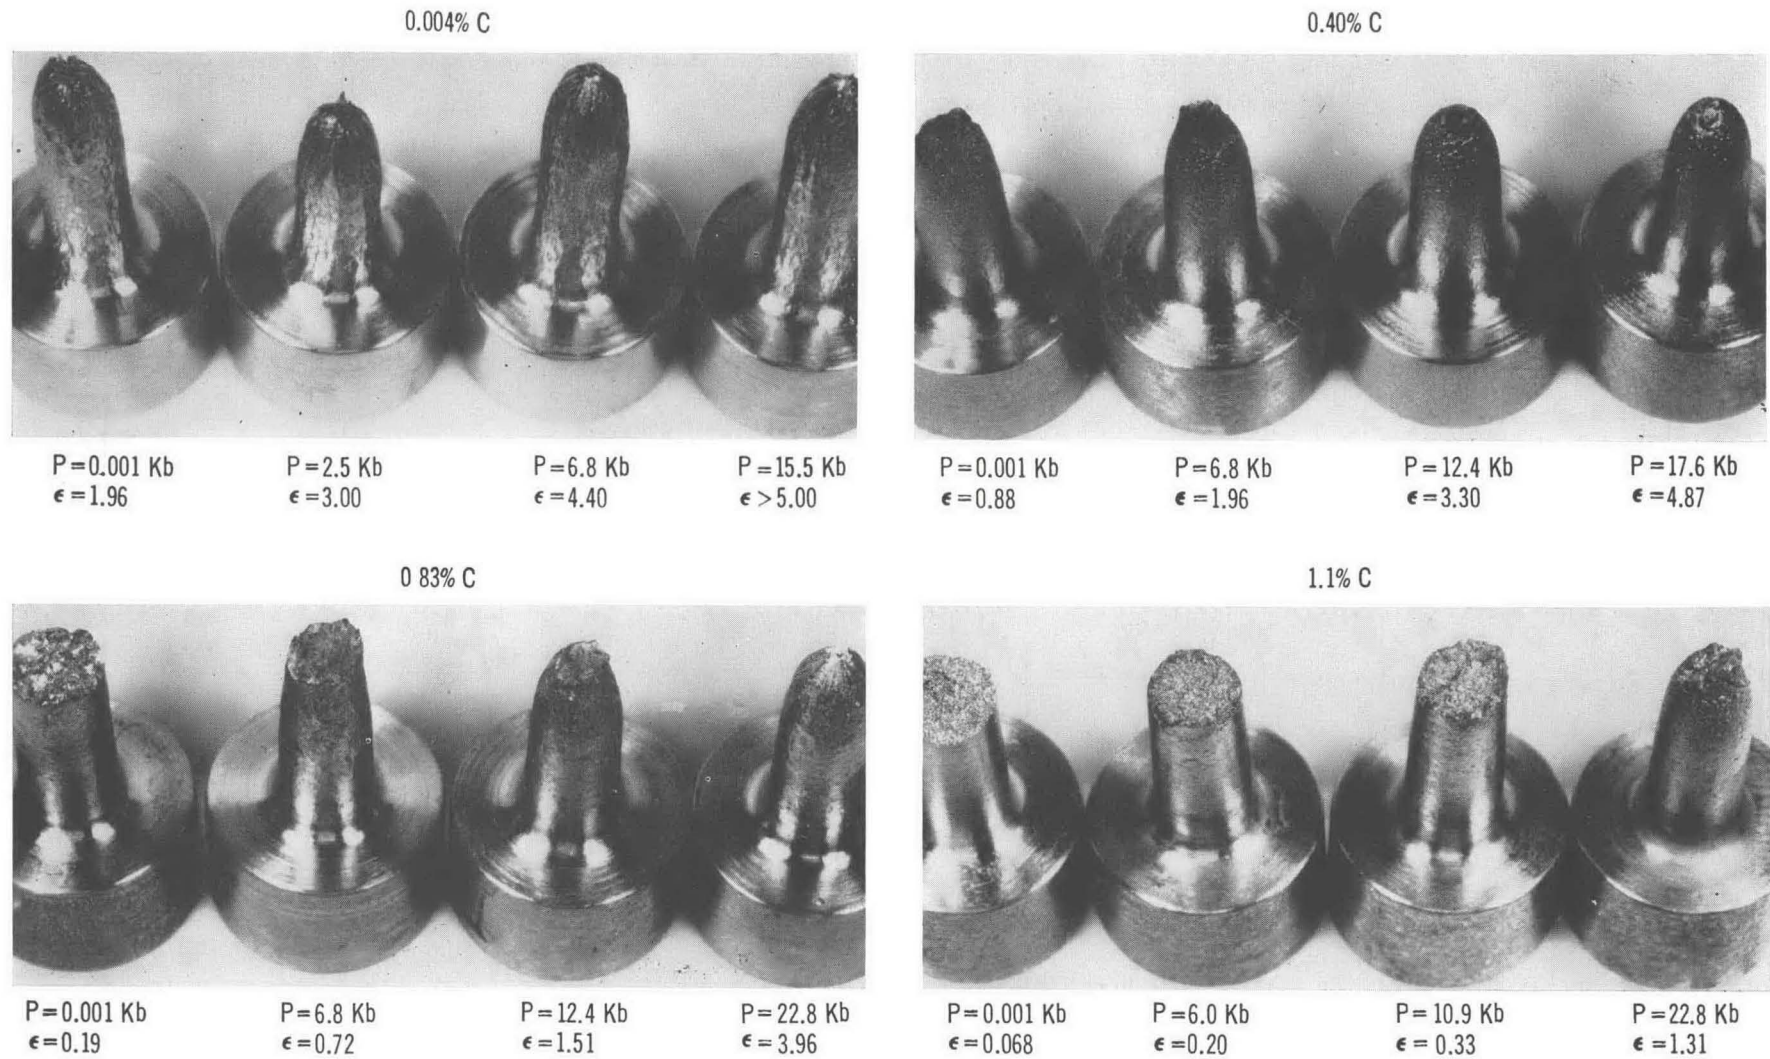 0.004% C
0.40% C
P=0.001 Kb
ϵ=1.96
P=2.5 Kb
ϵ=3.00
P=6.8 Kb
ϵ=4.40
P=15.5 Kb
ϵ>5.00
P=0.001 Kb
ϵ=0.88
P=6.8 Kb
ϵ=1.96
P=12.4 Kb
ϵ=3.30
P=17.6 Kb
ϵ=4.87
0 83% C
1.1% C
P=0.001 Kb
ϵ=0.19
P=6.8 Kb
ϵ=0.72
P=12.4 Kb
ϵ=1.51
P=22.8 Kb
ϵ=3.96
P=0.001 Kb
ϵ=0.068
P=6.0 Kb
ϵ=0.20
P=10.9 Kb
ϵ=0.33
P=22.8 Kb
ϵ=1.31